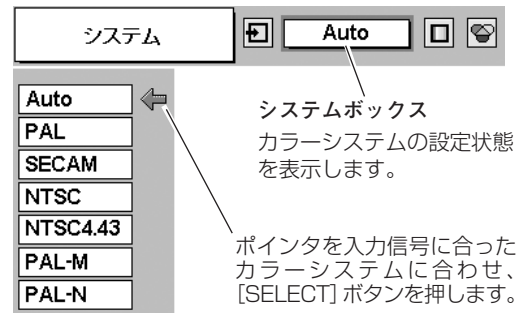 システム
Auto
Auto
PAL
SECAM
NTSC
NTSC4.43
PAL-M
PAL-N
システムボックス
カラーシステムの設定状態
を表示します。
ポインタを入力信号に合った
カラーシステムに合わせ、
[SELECT] ボタンを押します。